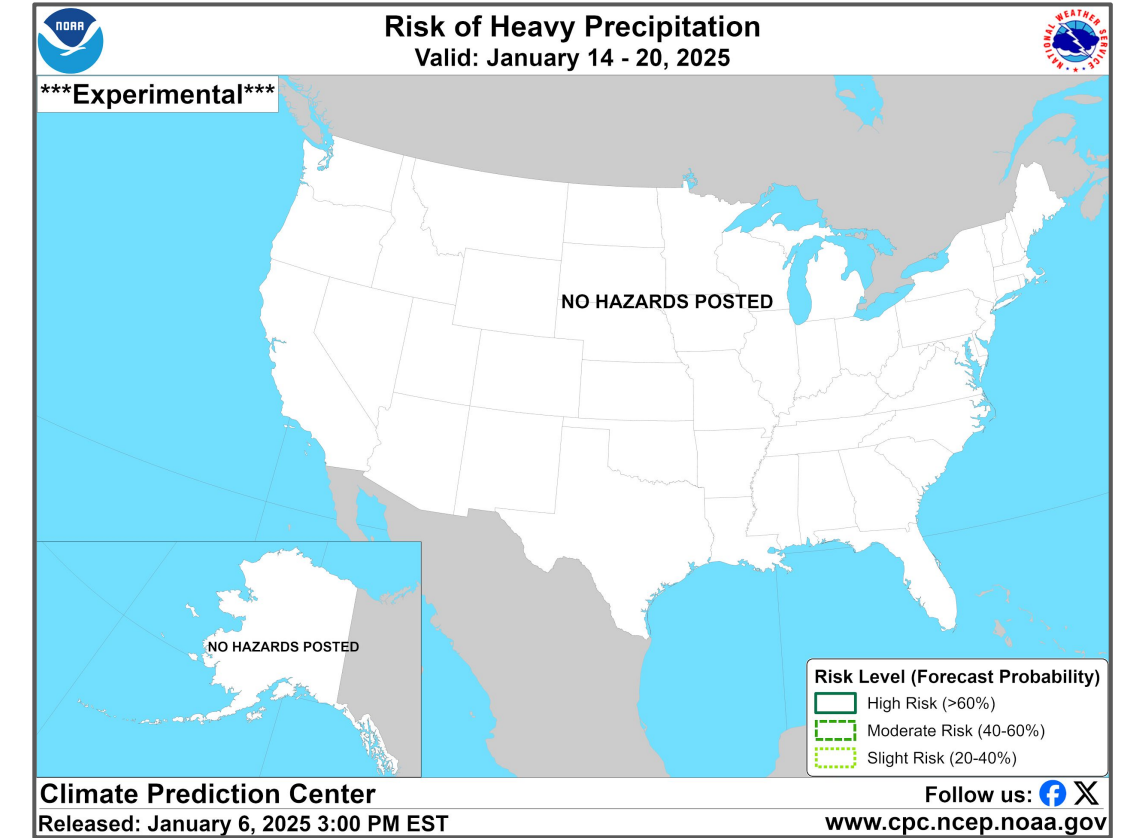 NOAA
Risk of Heavy Precipitation
Valid: January 14 - 20, 2025
NATIONAL WEATHER SERVICE
***Experimental***
NO HAZARDS POSTED
NO HAZARDS POSTED
Risk Level (Forecast Probability)
High Risk (>60%)
Moderate Risk (40-60%)
Slight Risk (20-40%)
Climate Prediction Center
Follow us:
Released: January 6, 2025 3:00 PM EST
www.cpc.ncep.noaa.gov